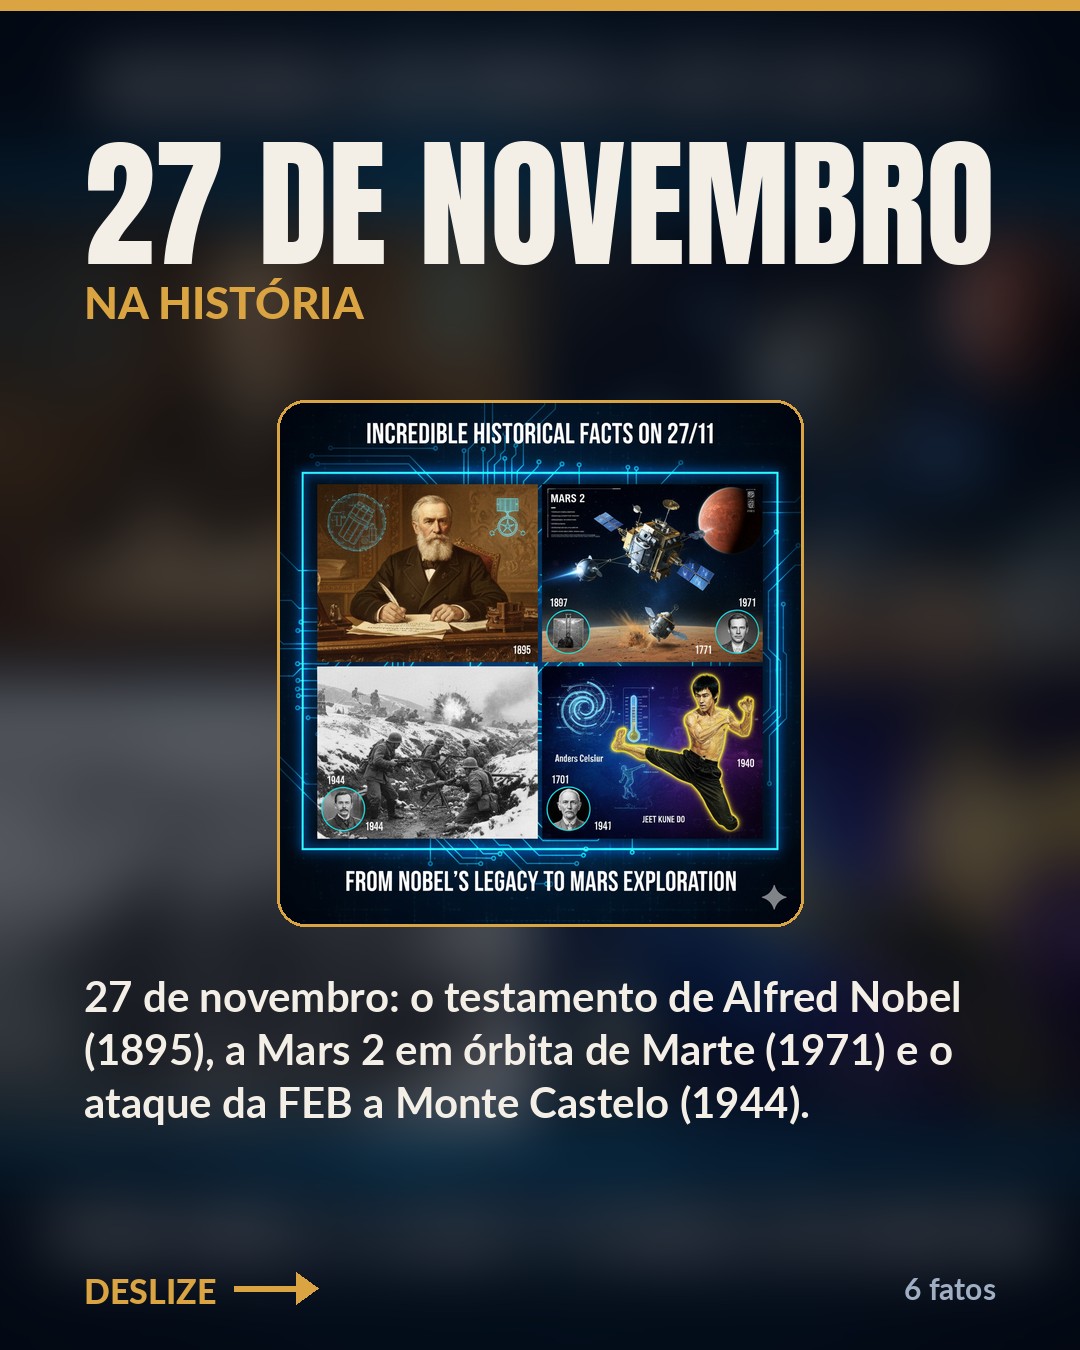 27 DE NOVEMBRO
NA HISTÓRIA
INCREDIBLE HISTORICAL FACTS ON 27/11
MARS 2
1897
1971
1895
1771
Anders Celslur
1940
1944
1701
1844
1941
JEET KUNE DO
FROM NOBEL'S LEGACY TO MARS EXPLORATION
27 de novembro: o testamento de Alfred Nobel
(1895), a Mars 2 em órbita de Marte (1971) e o
ataque da FEB a Monte Castelo (1944).
DESLIZE
6 fatos